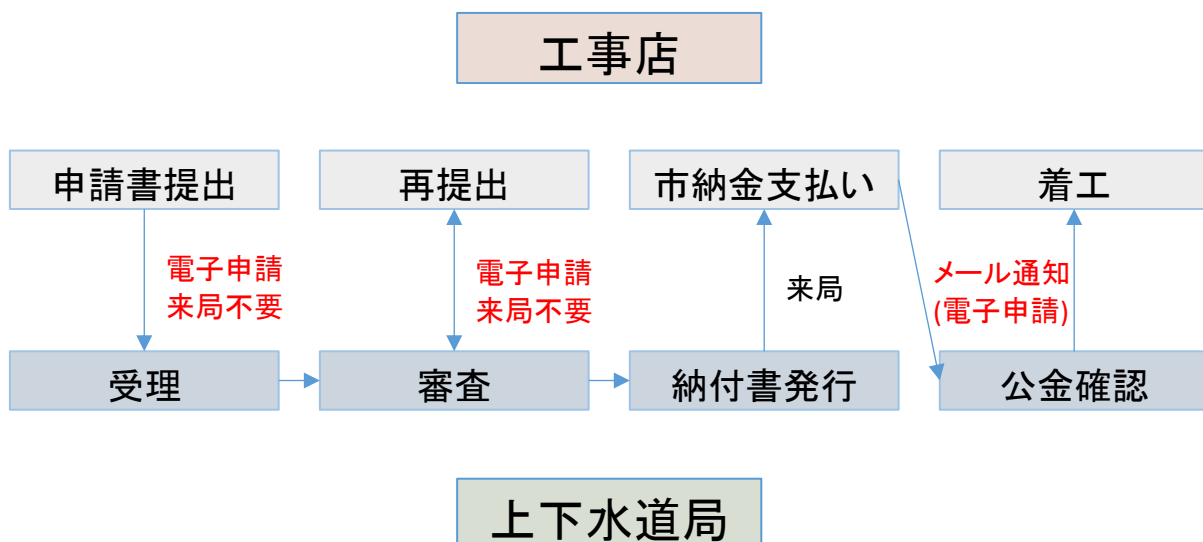 工事店
申請書提出
再提出
市納金支払い
着工
電子申請
来局不要
電子申請
来局不要
来局
メール通知
(電子申請)
受理
審査
納付書発行
公金確認
上下水道局